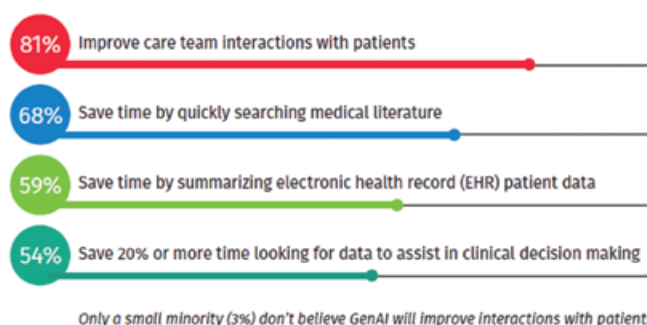 81% Improve care team interactions with patients
68% Save time by quickly searching medical literature
59% Save time by summarizing electronic health record (EHR) patient data
54% Save 20% or more time looking for data to assist in clinical decision making
Only a small minority (3%) don’t believe GenAI will improve interactions with patient